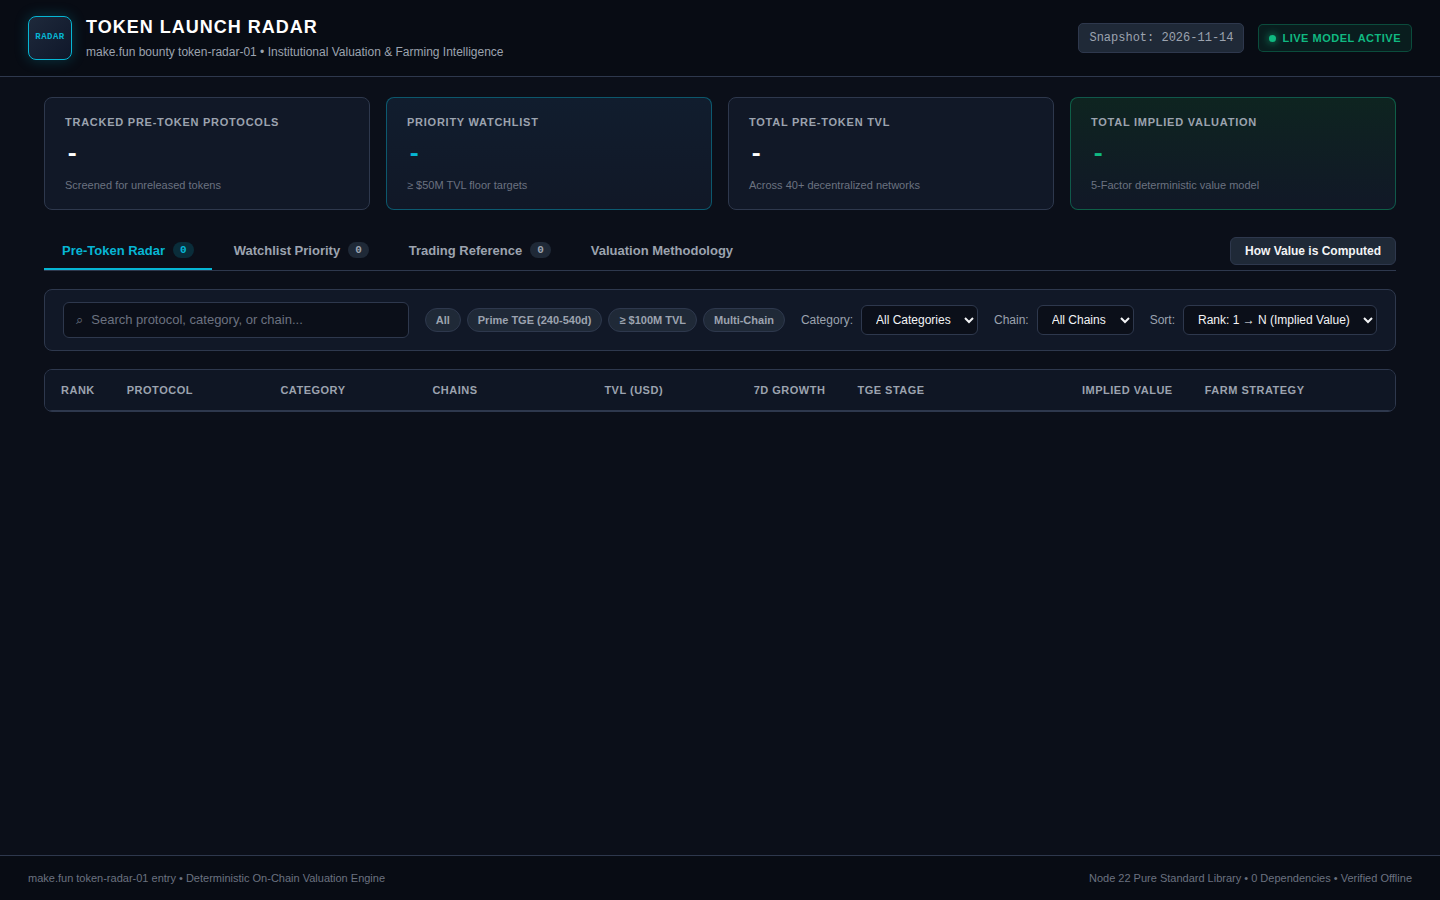 RADAR
TOKEN LAUNCH RADAR
make.fun bounty token-radar-01 • Institutional Valuation & Farming Intelligence
Snapshot: 2026-11-14
LIVE MODEL ACTIVE
TRACKED PRE-TOKEN PROTOCOLS
-
Screened for unreleased tokens
PRIORITY WATCHLIST
-
≥ $50M TVL floor targets
TOTAL PRE-TOKEN TVL
-
Across 40+ decentralized networks
TOTAL IMPLIED VALUATION
-
5-Factor deterministic value model
Pre-Token Radar 0
Watchlist Priority 0
Trading Reference 0
Valuation Methodology
How Value is Computed
Search protocol, category, or chain...
All
Prime TGE (240-540d)
≥ $100M TVL
Multi-Chain
Category: All Categories
Chain: All Chains
Sort: Rank: 1 → N (Implied Value)
RANK PROTOCOL CATEGORY CHAINS TVL (USD) 7D GROWTH TGE STAGE IMPLIED VALUE FARM STRATEGY
make.fun token-radar-01 entry • Deterministic On-Chain Valuation Engine
Node 22 Pure Standard Library • 0 Dependencies • Verified Offline